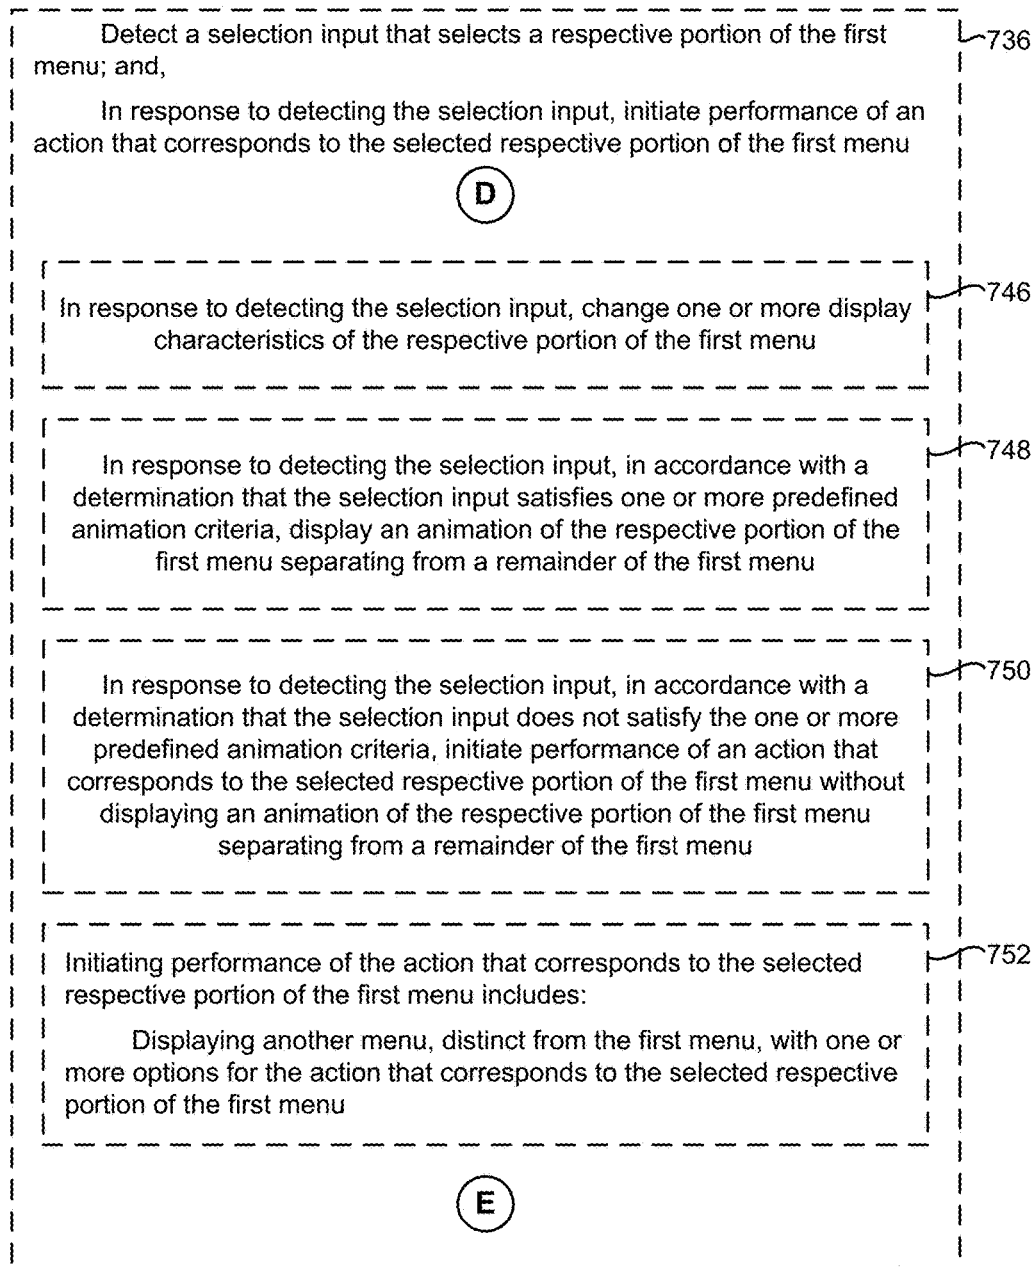 Detect a selection input that selects a respective portion of the first
menu; and,
736
In response to detecting the selection input, initiate performance of an
action that corresponds to the selected respective portion of the first menu
D
In response to detecting the selection input, change one or more display
characteristics of the respective portion of the first menu
746
In response to detecting the selection input, in accordance with a
determination that the selection input satisfies one or more predefined
animation criteria, display an animation of the respective portion of the
first menu separating from a remainder of the first menu
748
In response to detecting the selection input, in accordance with a
determination that the selection input does not satisfy the one or more
predefined animation criteria, initiate performance of an action that
corresponds to the selected respective portion of the first menu without
displaying an animation of the respective portion of the first menu
separating from a remainder of the first menu
750
Initiating performance of the action that corresponds to the selected
respective portion of the first menu includes:
752
Displaying another menu, distinct from the first menu, with one or
more options for the action that corresponds to the selected respective
portion of the first menu
E